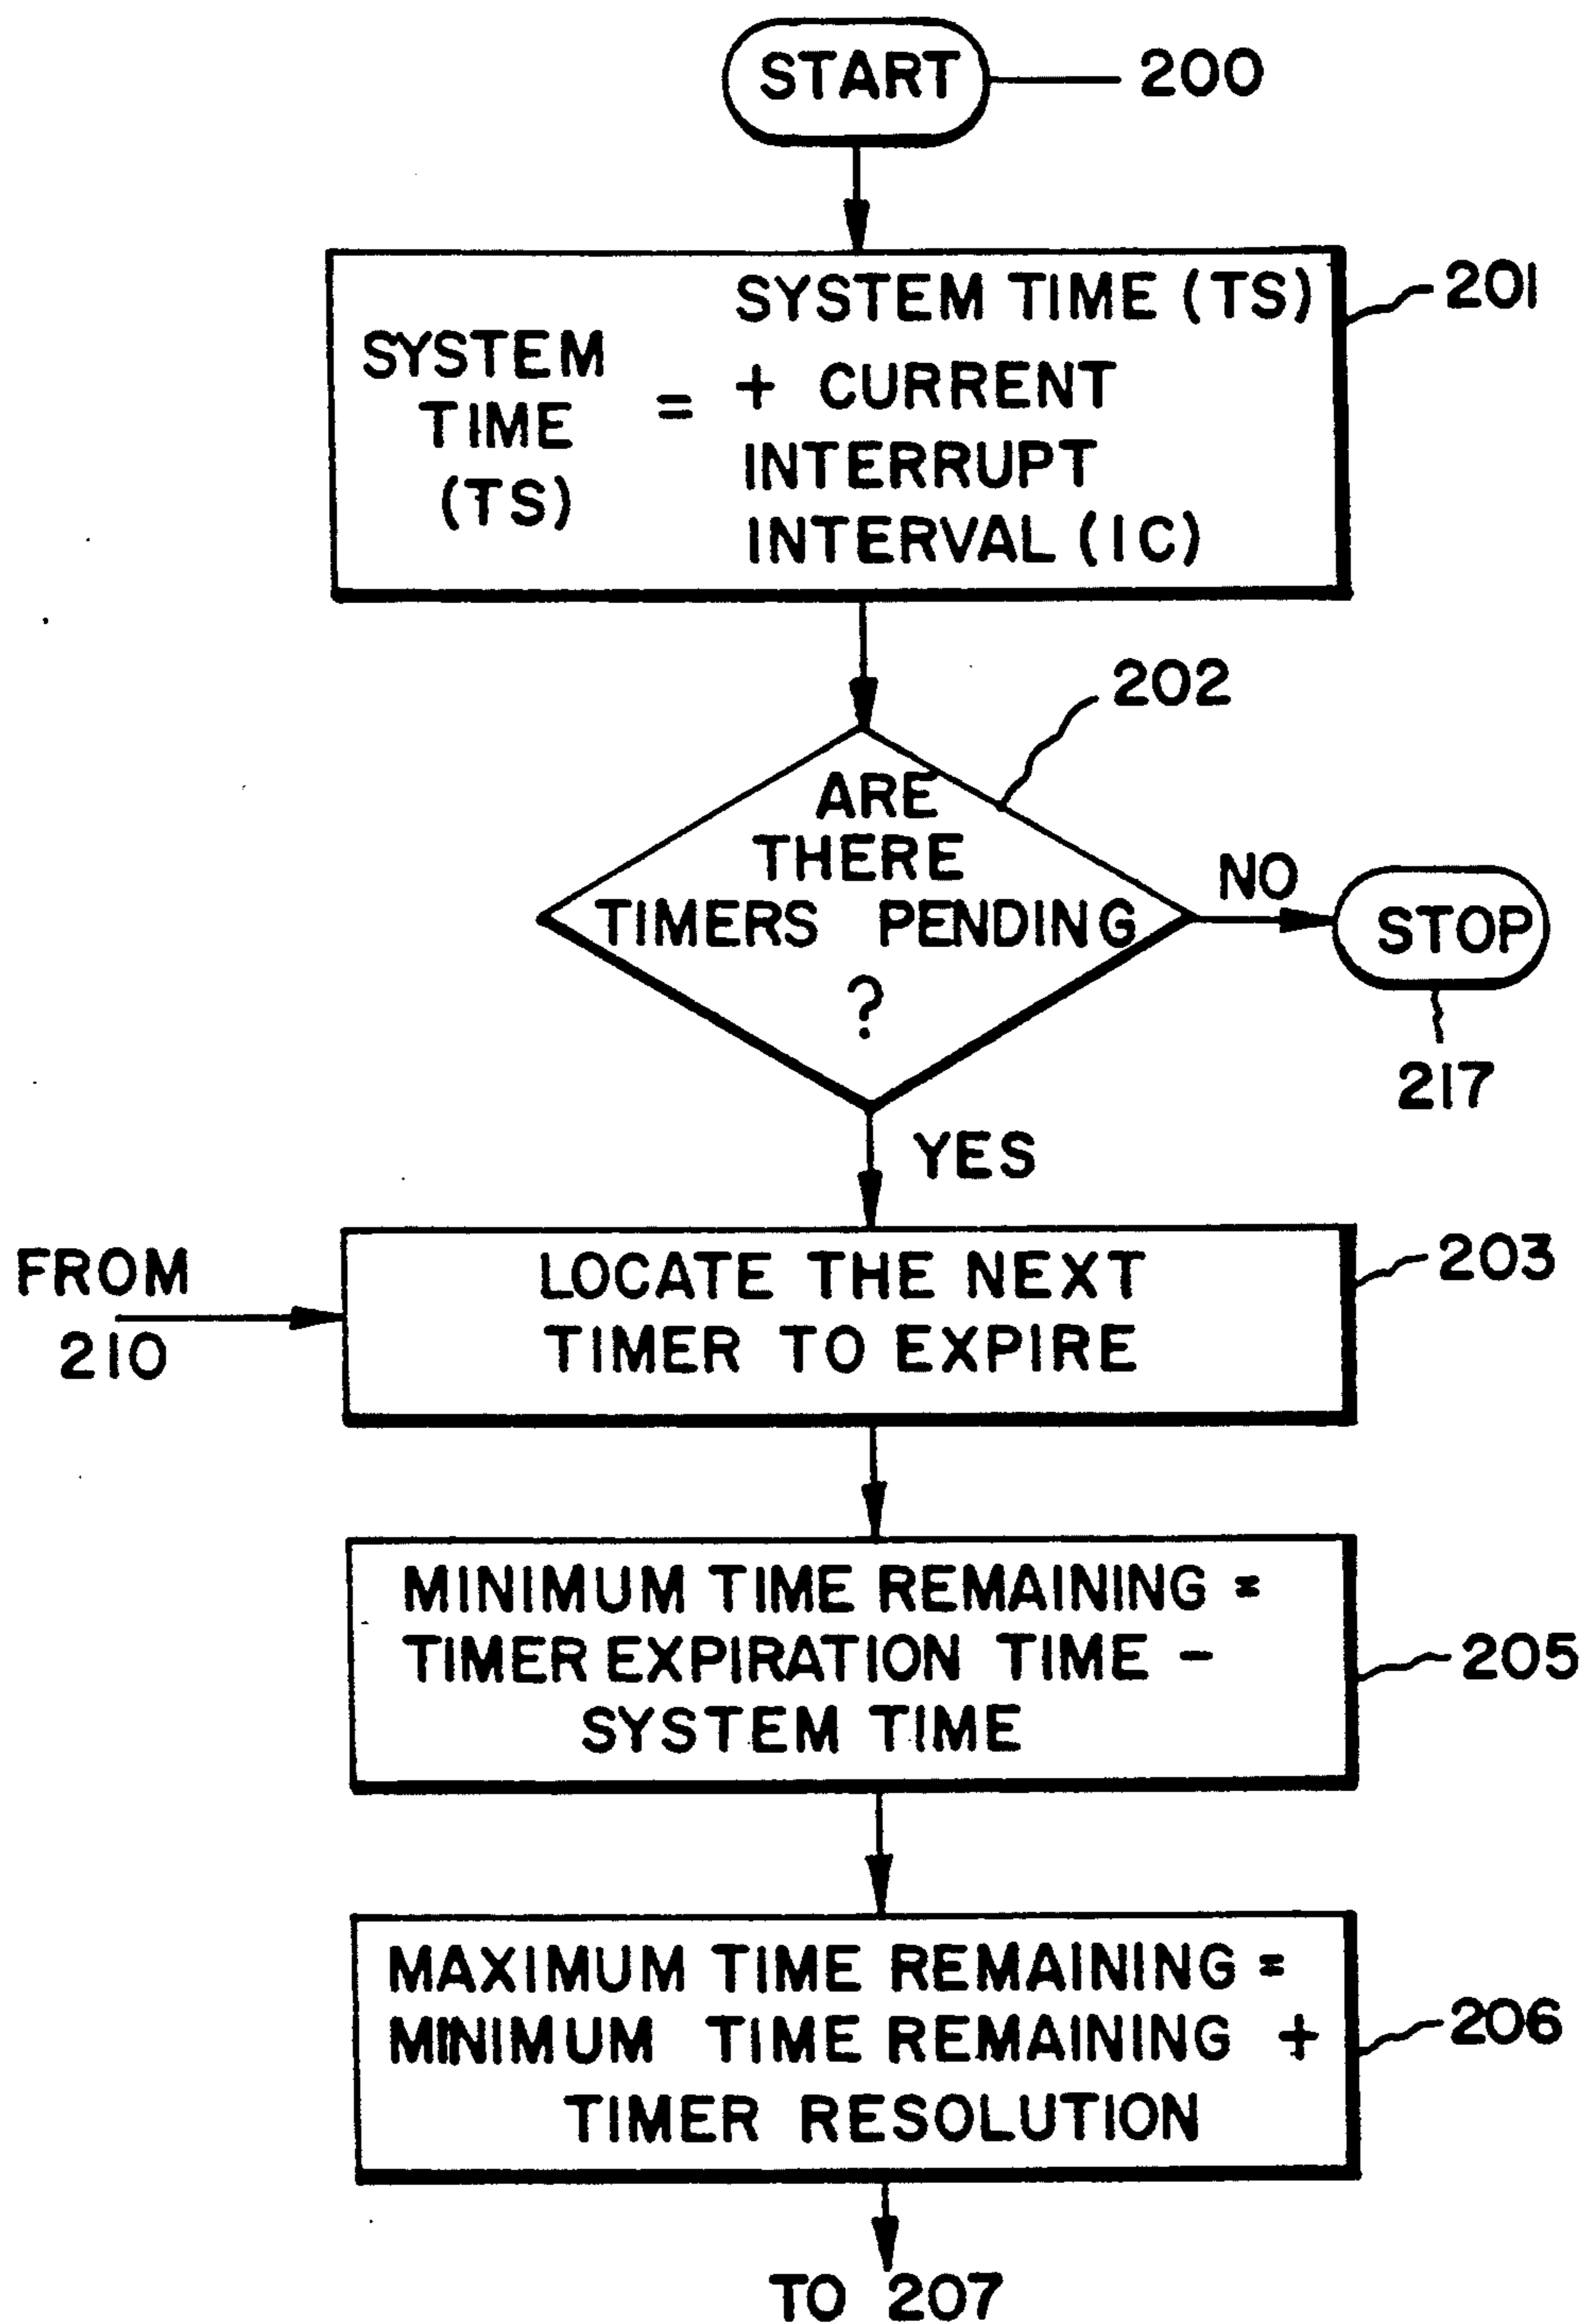 START
200
SYSTEM TIME (TS)
201
SYSTEM
TIME
(TS)
=
+ CURRENT
INTERRUPT
INTERVAL (IC)
202
ARE
THERE
TIMERS PENDING
?
NO
STOP
217
YES
FROM
210
LOCATE THE NEXT
TIMER TO EXPIRE
203
MINIMUM TIME REMAINING =
TIMER EXPIRATION TIME -
SYSTEM TIME
205
MAXIMUM TIME REMAINING =
MINIMUM TIME REMAINING +
TIMER RESOLUTION
206
TO 207